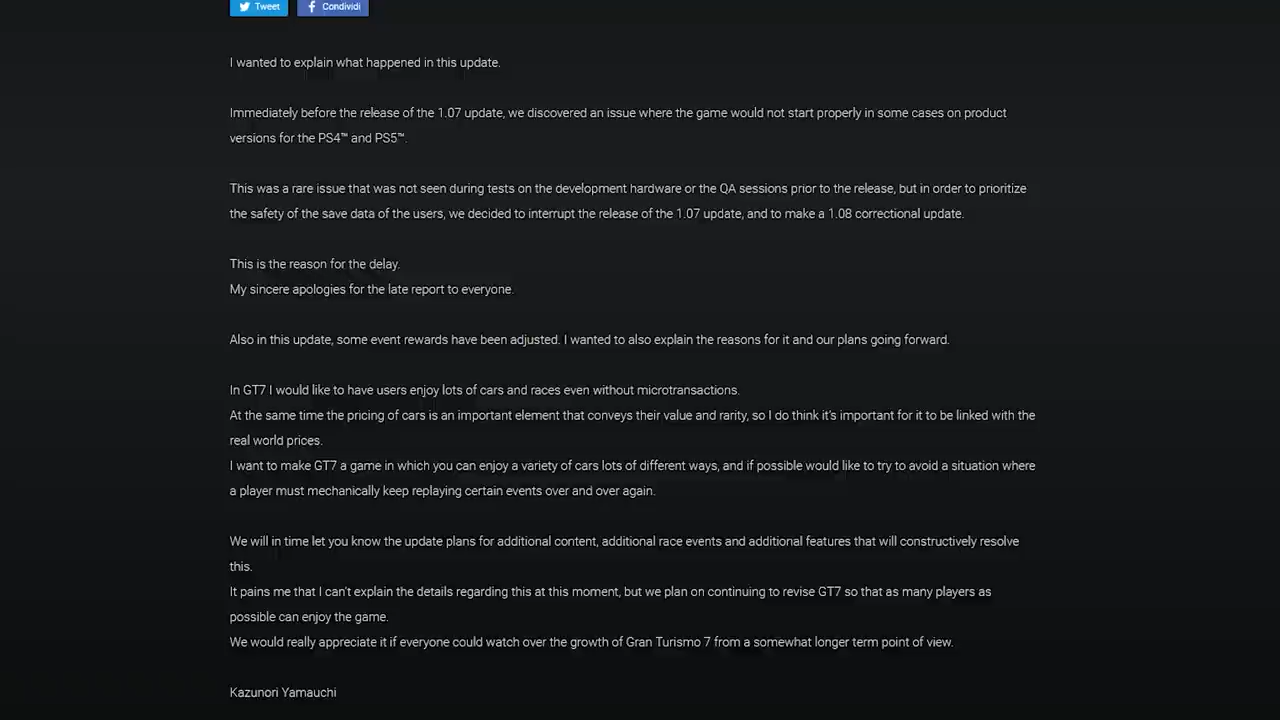 Tweet Condividi
I wanted to explain what happened in this update.
Immediately before the release of the 1.07 update, we discovered an issue where the game would not start properly in some cases on product
versions for the PS4™ and PS5™.
This was a rare issue that was not seen during tests on the development hardware or the QA sessions prior to the release, but in order to prioritize
the safety of the save data of the users, we decided to interrupt the release of the 1.07 update, and to make a 1.08 correctional update.
This is the reason for the delay.
My sincere apologies for the late report to everyone.
Also in this update, some event rewards have been adjusted. I wanted to also explain the reasons for it and our plans going forward.
In GT7 I would like to have users enjoy lots of cars and races even without microtransactions.
At the same time the pricing of cars is an important element that conveys their value and rarity, so I do think it's important for it to be linked with the
real world prices.
I want to make GT7 a game in which you can enjoy a variety of cars lots of different ways, and if possible would like to try to avoid a situation where
a player must mechanically keep replaying certain events over and over again.
We will in time let you know the update plans for additional content, additional race events and additional features that will constructively resolve
this.
It pains me that I can't explain the details regarding this at this moment, but we plan on continuing to revise GT7 so that as many players as
possible can enjoy the game.
We would really appreciate it if everyone could watch over the growth of Gran Turismo 7 from a somewhat longer term point of view.
Kazunori Yamauchi